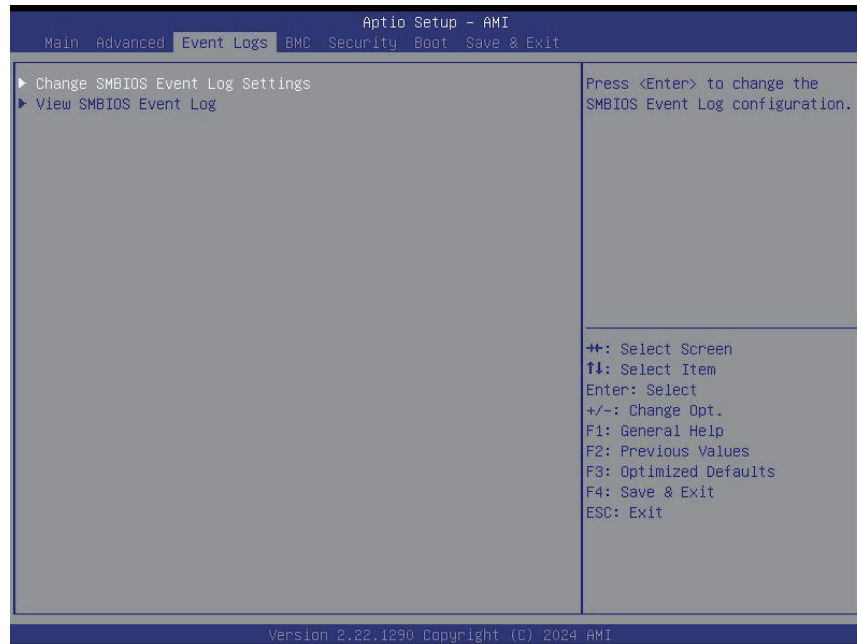 Aptio Setup – AMI
Main Advanced Event Logs BMC Security Boot Save & Exit
▶ Change SMBIOS Event Log Settings
▶ View SMBIOS Event Log
Press <Enter> to change the
SMBIOS Event Log configuration.
→←: Select Screen
↑↓: Select Item
Enter: Select
+/-: Change Opt.
F1: General Help
F2: Previous Values
F3: Optimized Defaults
F4: Save & Exit
ESC: Exit
Version 2.22.1290 Copyright (C) 2024 AMI